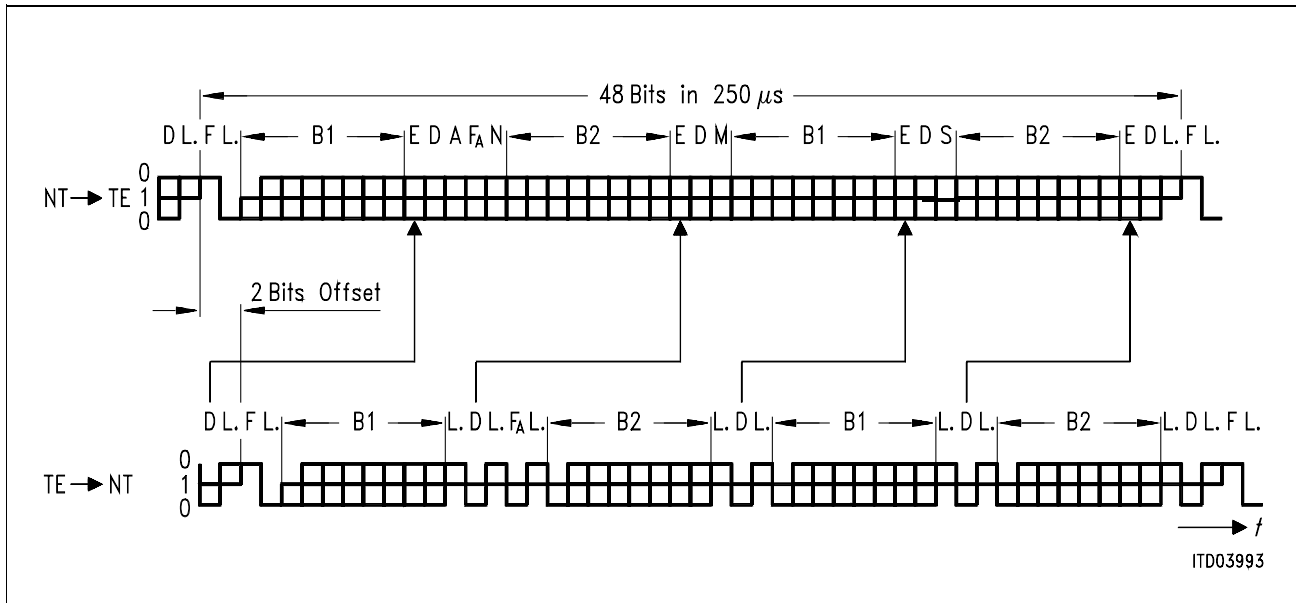 48 Bits in 250 μs
D L. F L. B1 E D A FA N B2 E D M B1 E D S B2 E D L. F L.
0
NT → TE 1
0
2 Bits Offset
D L. F L. B1 L. D L. FA L. B2 L. D L. B1 L. D L. B2 L. D L. F L.
0
TE → NT 1
0
t
ITD03993